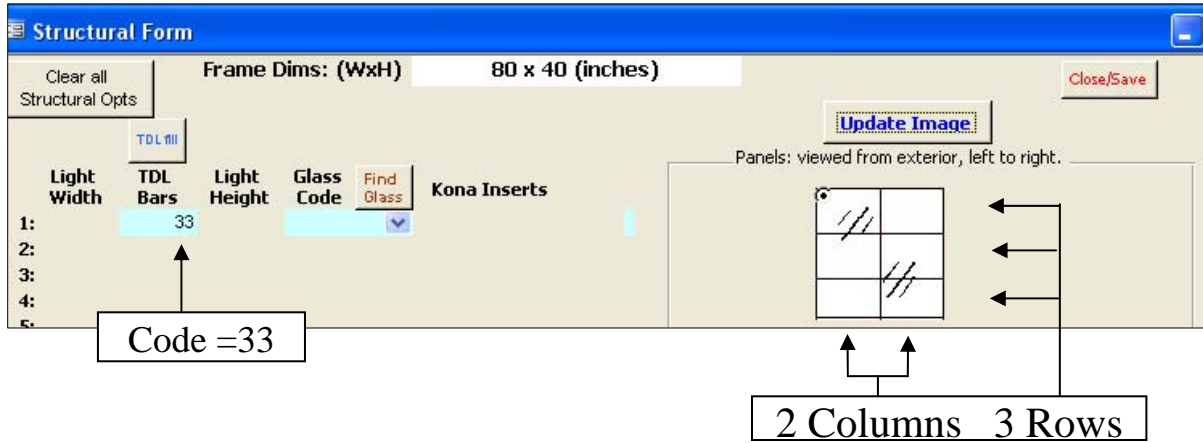 Structural Form
Clear all
Structural Opts
Frame Dims: (WxH)
80 x 40 (inches)
Close/Save
Update Image
TDL fill
Panels: viewed from exterior, left to right.
Light
Width
TDL
Bars
Light
Height
Glass
Code
Find
Glass
Kona Inserts
1:
33
2:
3:
4:
5:
Code =33
2 Columns 3 Rows